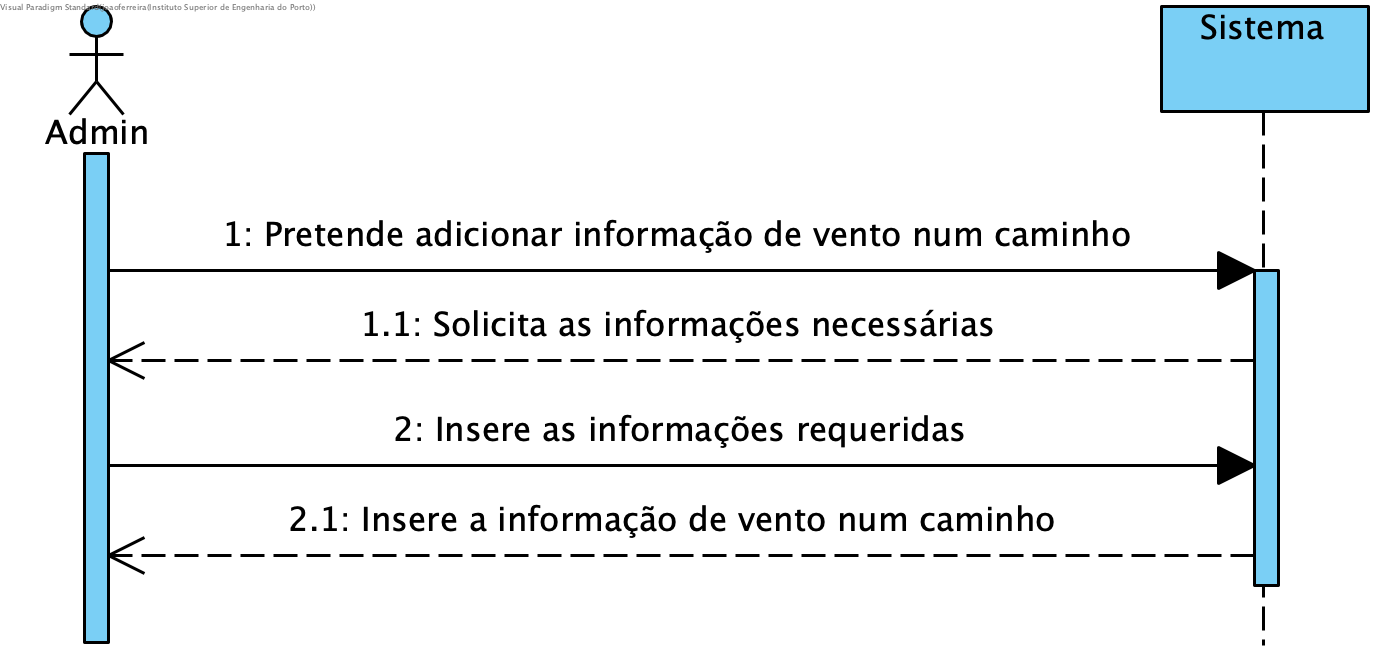 Visual Paradigm Standard(joaoferreira(Instituto Superior de Engenharia do Porto))
Sistema
Admin
1: Pretende adicionar informação de vento num caminho
1.1: Solicita as informações necessárias
2: Insere as informações requeridas
2.1: Insere a informação de vento num caminho